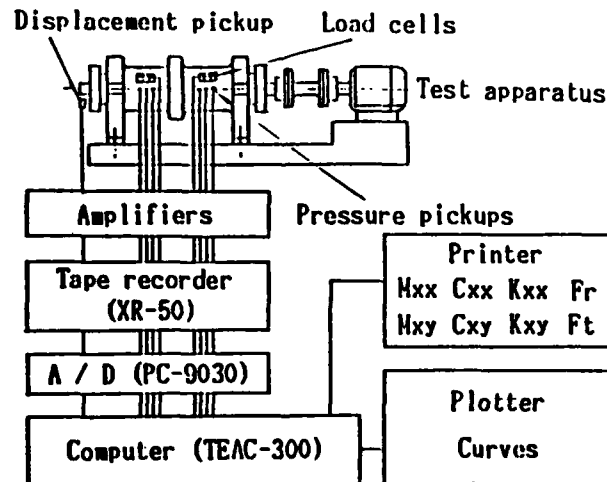 Displacement pickup
Load cells
Test apparatus
Amplifiers
Pressure pickups
Printer
Mxx Cxx Kxx Fr
Mxy Cxy Kxy Ft
Tape recorder
(XR-50)
A / D (PC-9030)
Plotter
Curves
Computer (TEAC-300)